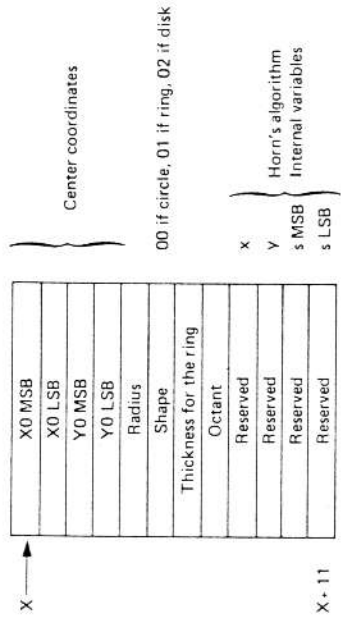 X
X0 MSB
X0 LSB
Y0 MSB
Y0 LSB
Center coordinates
Radius
Shape
00 if circle, 01 if ring, 02 if disk
Thickness for the ring
Octant
Reserved
x
Reserved
y
Reserved
s MSB
X + 11
Reserved
s LSB
Horn's algorithm
Internal variables